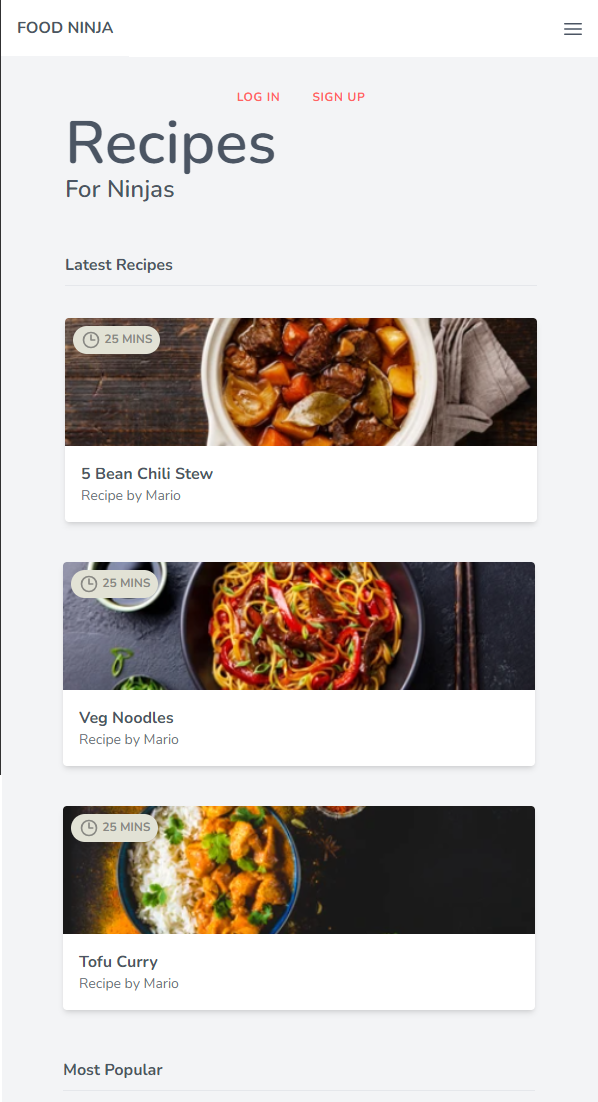 FOOD NINJA
LOG IN SIGN UP
Recipes
For Ninjas
Latest Recipes
25 MINS
5 Bean Chili Stew
Recipe by Mario
25 MINS
Veg Noodles
Recipe by Mario
25 MINS
Tofu Curry
Recipe by Mario
Most Popular